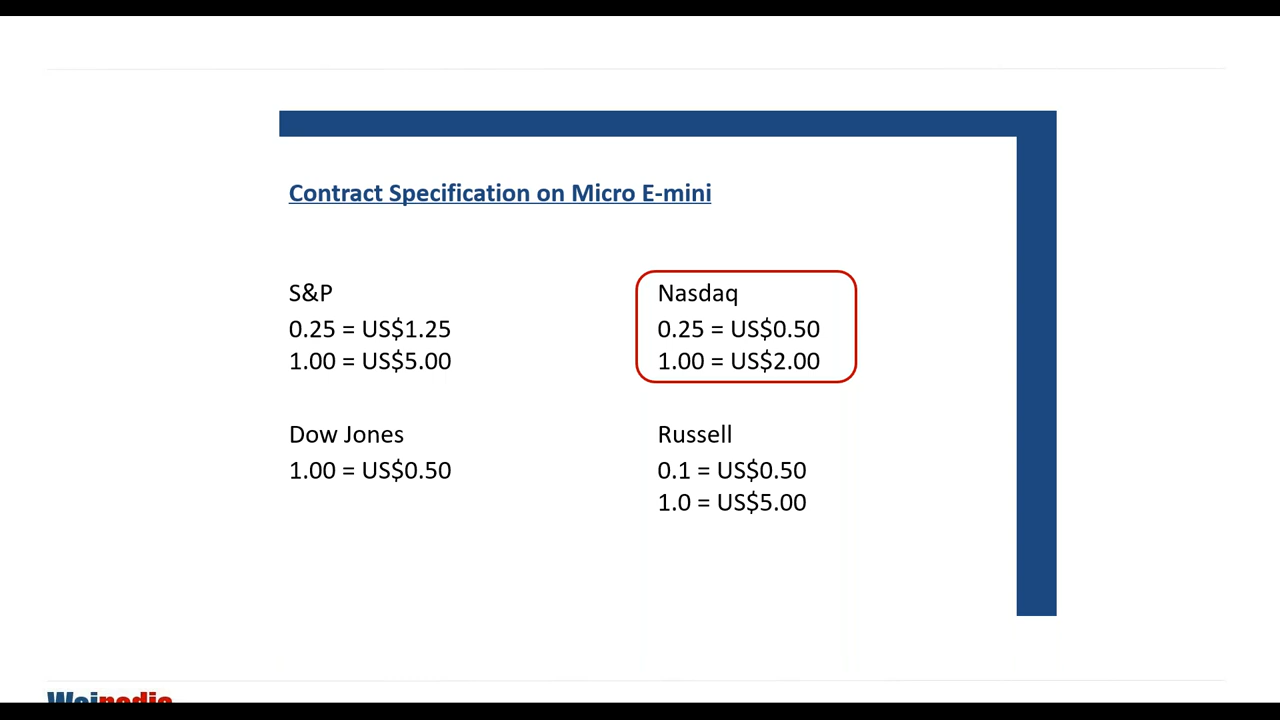 Contract Specification on Micro E-mini
S&P
0.25 = US$1.25
1.00 = US$5.00
Nasdaq
0.25 = US$0.50
1.00 = US$2.00
Dow Jones
1.00 = US$0.50
Russell
0.1 = US$0.50
1.0 = US$5.00